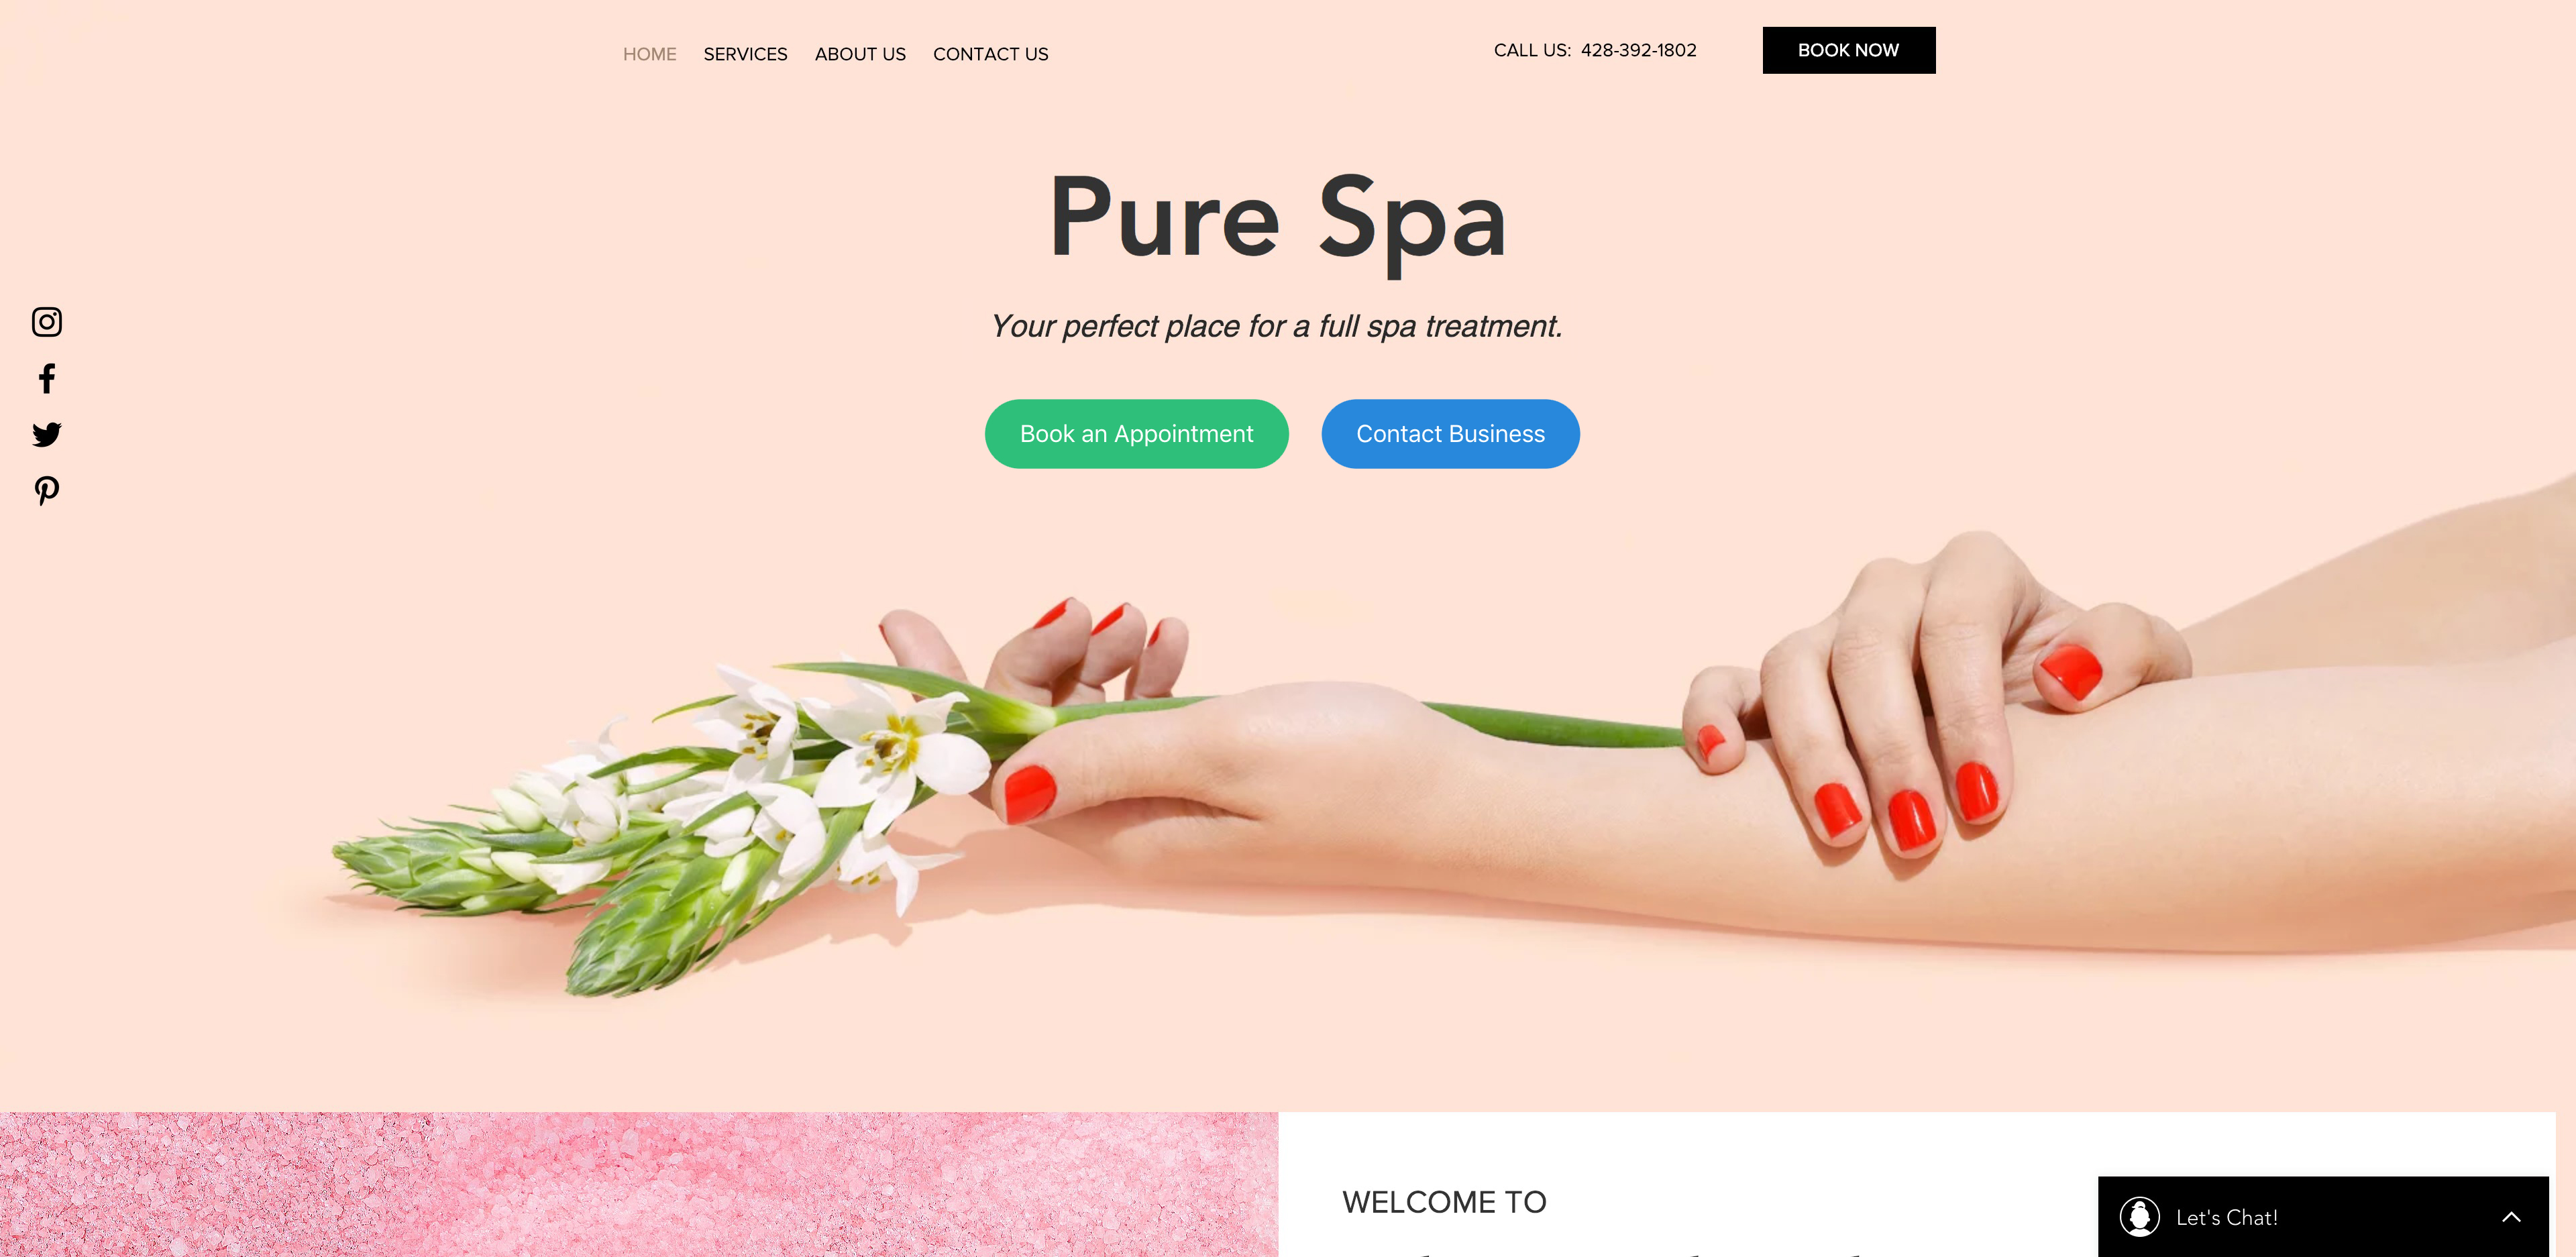 HOME SERVICES ABOUT US CONTACT US CALL US: 428-392-1802 BOOK NOW
Pure Spa
Your perfect place for a full spa treatment.
Book an Appointment Contact Business
WELCOME TO
Let's Chat!